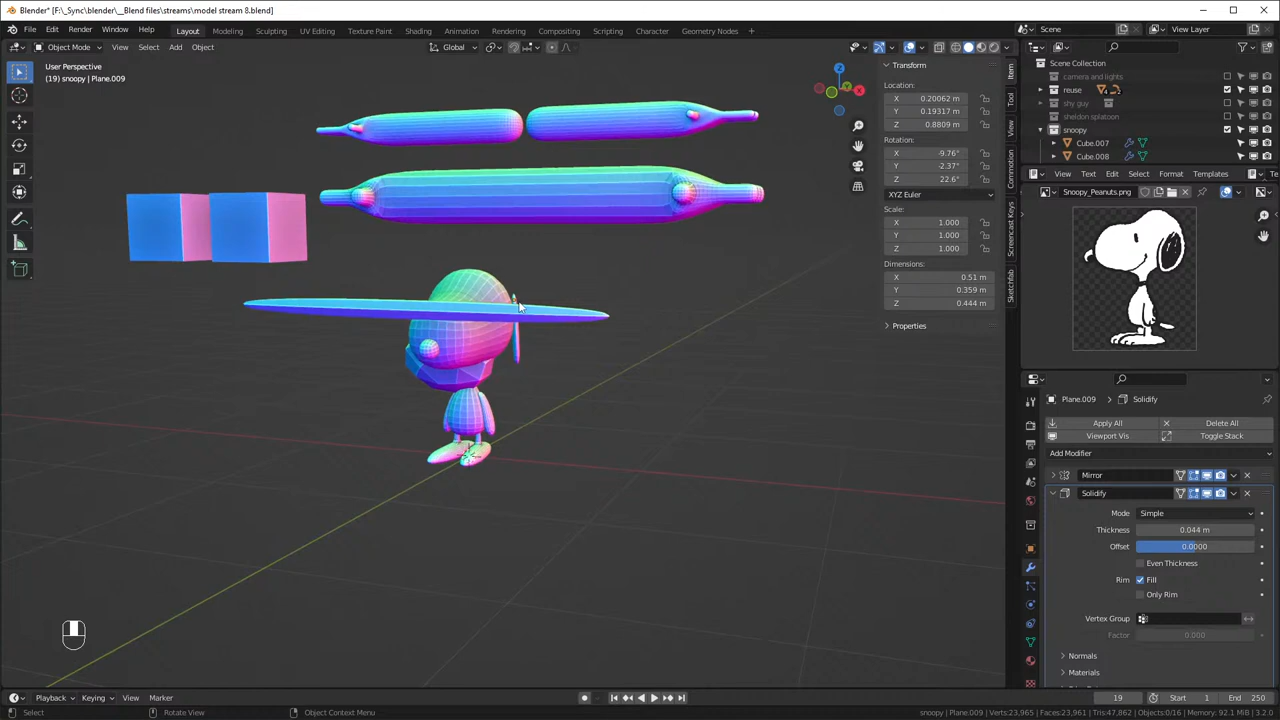 Blender* [F:\_Sync\blender\__Blend files\streams\model stream 8.blend]
File Edit Render Window Help Layout Modeling Sculpting UV Editing Texture Paint Shading Animation Rendering Compositing Scripting Character Geometry Nodes + Scene View Layer
Object Mode View Select Add Object Global
User Perspective
(19) snoopy | Plane.009
Z
X
Y
Transform
Location:
X 0.20062 m
Y 0.19317 m
Z 0.8809 m
Rotation:
X -9.76°
Y -2.37°
Z 22.6°
XYZ Euler
Scale:
X 1.000
Y 1.000
Z 1.000
Dimensions:
X 0.51 m
Y 0.359 m
Z 0.444 m
Properties
Item
Tool
View
Commotion
Screencast Keys
Sketchfab
Scene Collection
camera and lights
reuse
shy guy
sheldon splatoon
snoopy
Cube.007
Cube.008
View Select Metal Format Templates
Snoopy_Peanuts.png
Plane.009 > Solidify
Apply All Delete All
Viewport Vis Toggle Stack
Add Modifier
Mirror
Solidify
Mode Simple
Thickness 0.044 m
Offset 0.0000
Even Thickness
Rim Fill
Only Rim
Vertex Group
Factor 0.000
Normals
Materials
Playback Keying View Marker 19 Start 1 End 250
Select Rotate View Object Context Menu snoopy | Plane.009 | Verts:23,965 | Faces:23,961 | Tris:47,862 | Objects:0/16 | Memory: 92.1 MiB | 3.2.0